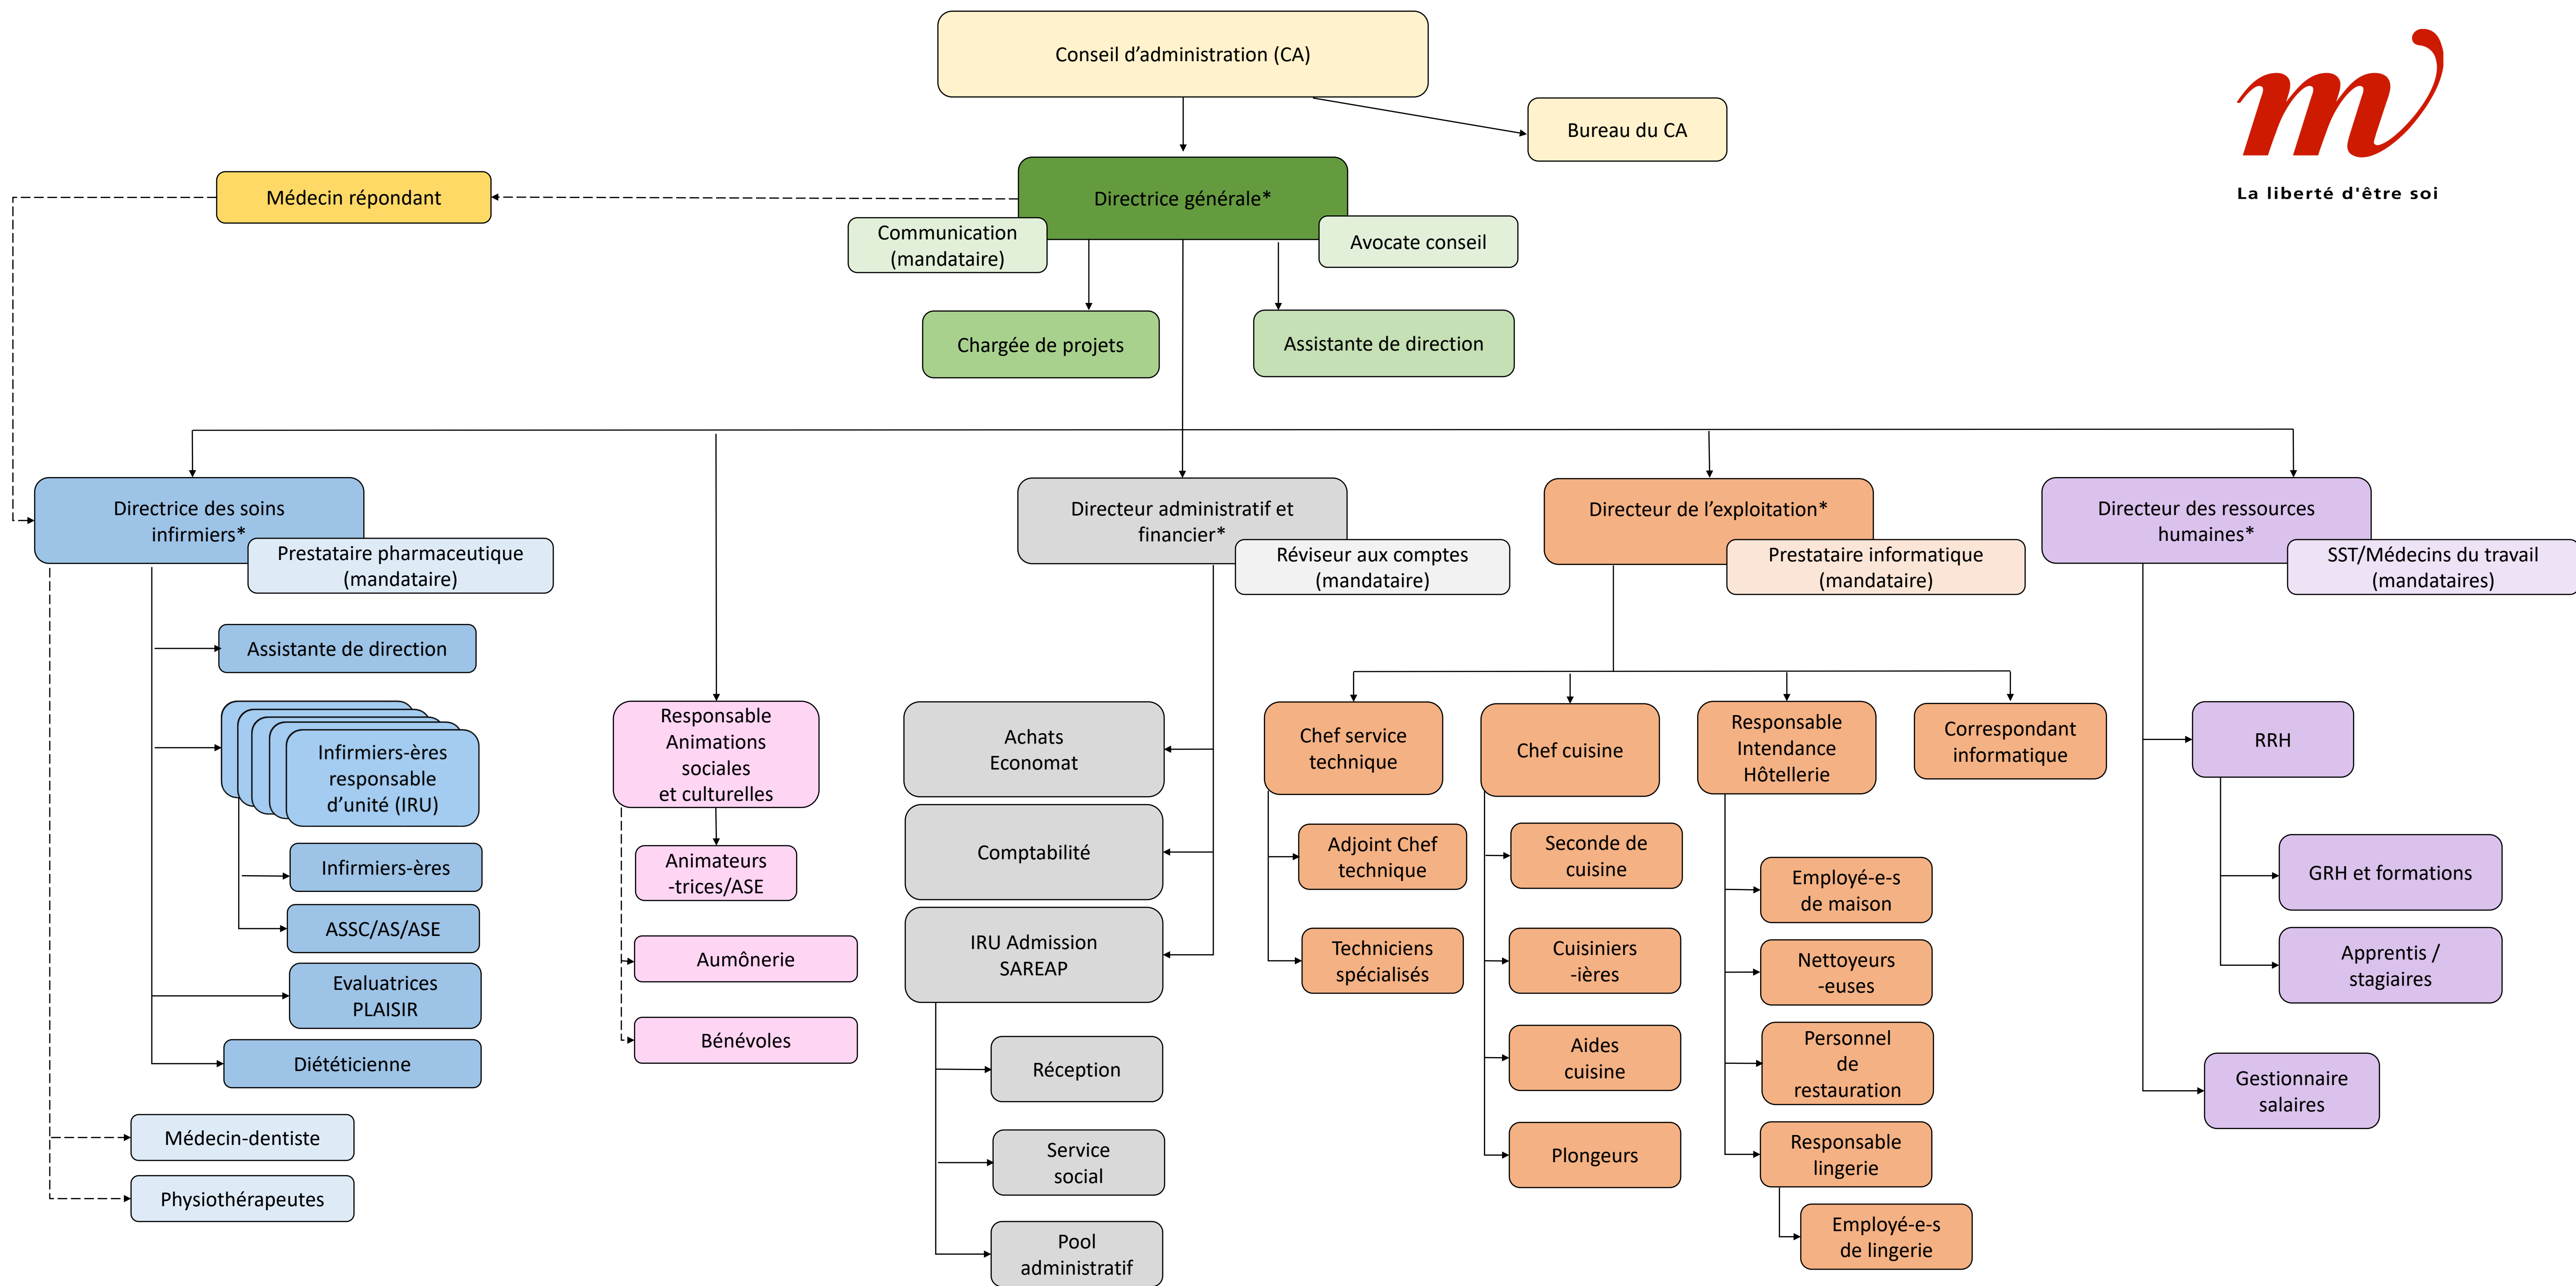 Conseil d’administration (CA)
Bureau du CA
La liberté d'être soi
Médecin répondant
Directrice générale*
Communication
(mandataire)
Avocate conseil
Chargée de projets
Assistante de direction
Directrice des soins
infirmiers*
Prestataire pharmaceutique
(mandataire)
Directeur administratif et
financier*
Réviseur aux comptes
(mandataire)
Directeur de l’exploitation*
Prestataire informatique
(mandataire)
Directeur des ressources
humaines*
SST/Médecins du travail
(mandataires)
Assistante de direction
Infirmiers-ères
responsable
d’unité (IRU)
Infirmiers-ères
ASSC/AS/ASE
Evaluatrices
PLAISIR
Diététicienne
Médecin-dentiste
Physiothérapeutes
Responsable
Animations
sociales
et culturelles
Animateurs
-trices/ASE
Aumônerie
Bénévoles
Achats
Economat
Comptabilité
IRU Admission
SAREAP
Réception
Service
social
Pool
administratif
Chef service
technique
Adjoint Chef
technique
Techniciens
spécialisés
Chef cuisine
Seconde de
cuisine
Cuisiniers
-ières
Aides
cuisine
Plongeurs
Responsable
Intendance
Hôtellerie
Employé-e-s
de maison
Nettoyeurs
-euses
Personnel
de
restauration
Responsable
lingerie
Employé-e-s
de lingerie
Correspondant
informatique
RRH
GRH et formations
Apprentis /
stagiaires
Gestionnaire
salaires